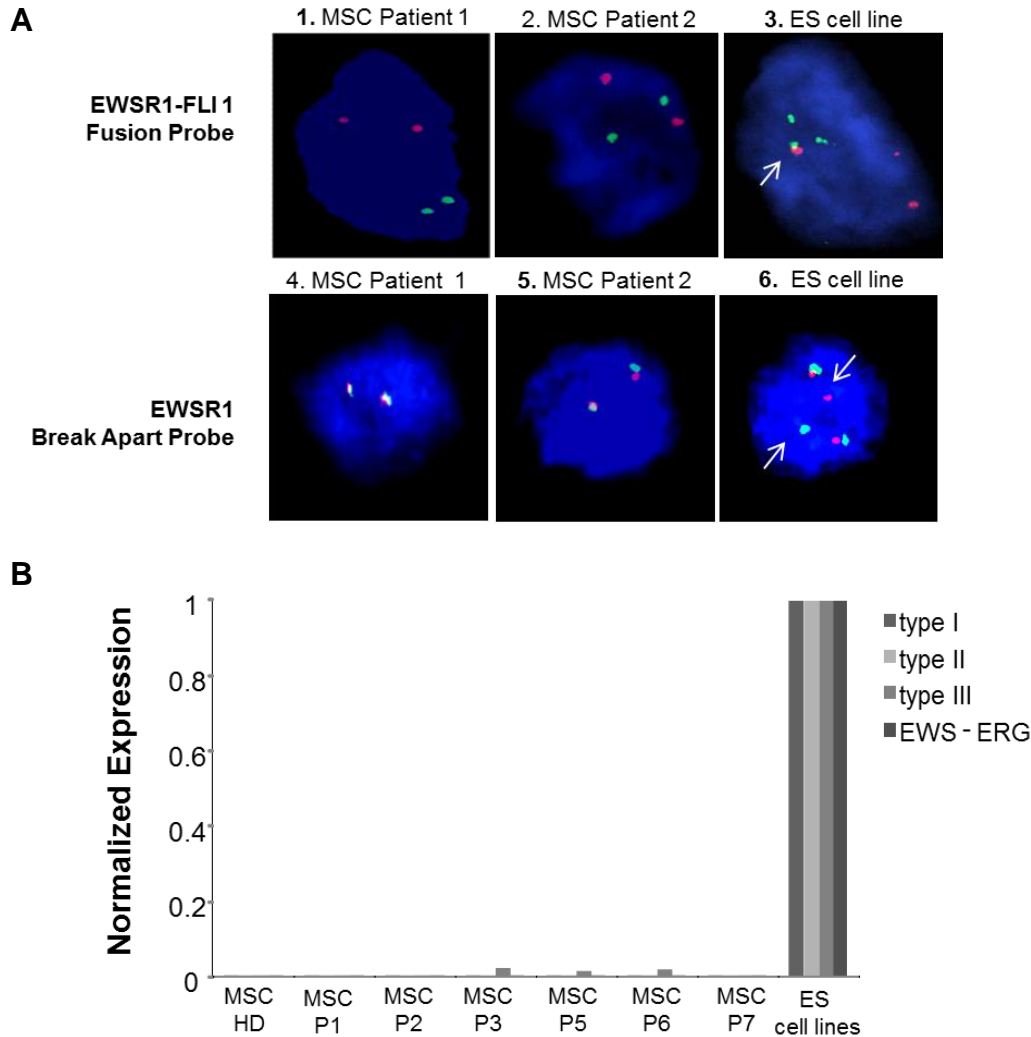 A
1. MSC Patient 1
2. MSC Patient 2
3. ES cell line
EWSR1-FLI 1
Fusion Probe
4. MSC Patient 1
5. MSC Patient 2
6. ES cell line
EWSR1
Break Apart Probe
B
Normalized Expression
1
0.8
0.6
0.4
0.2
0
MSC
HD
MSC
P1
MSC
P2
MSC
P3
MSC
P5
MSC
P6
MSC
P7
ES
cell lines
type I
type II
type III
EWS - ERG